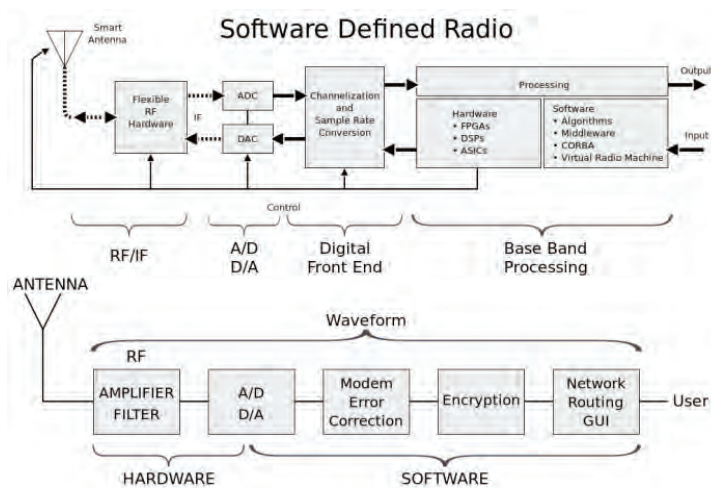 Software Defined Radio
Smart
Antenna
Flexible
RF
Hardware
IF
ADC
DAC
Channelization
and
Sample Rate
Conversion
Processing
Hardware
• FPGAs
• DSPs
• ASICs
Software
• Algorithms
• Middleware
• CORBA
• Virtual Radio Machine
Output
Input
Control
RF/IF
A/D
D/A
Digital
Front End
Base Band
Processing
ANTENNA
Waveform
RF
AMPLIFIER
FILTER
A/D
D/A
Modem
Error
Correction
Encryption
Network
Routing
GUI
User
HARDWARE
SOFTWARE